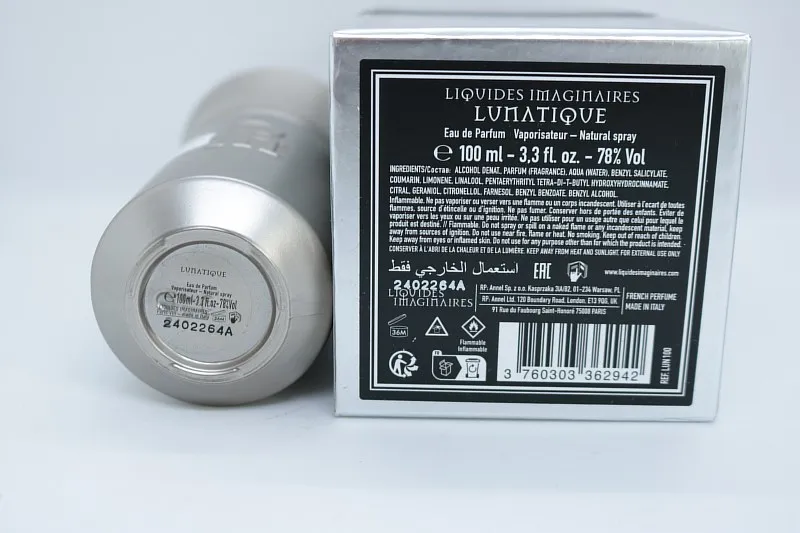 LUNATIQUE
Eau de Parfum
Vaporisateur – Natural spray
℮ 100ml-3,3 fl.oz-78%Vol
36M
2402264A
LIQUIDES IMAGINAIRES
LUNATIQUE
Eau de Parfum Vaporisateur – Natural spray
℮ 100 ml - 3,3 fl. oz. - 78% Vol
INGREDIENTS/Состав: ALCOHOL DENAT., PARFUM (FRAGRANCE), AQUA (WATER), BENZYL SALICYLATE,
COUMARIN, LIMONENE, LINALOOL, PENTAERYTHRITYL TETRA-DI-T-BUTYL HYDROXYHYDROCINNAMATE,
CITRAL, GERANIOL, CITRONELLOL, FARNESOL, BENZYL BENZOATE, BENZYL ALCOHOL.
Inflammable. Ne pas vaporiser ou verser vers une flamme ou un corps incandescent. Utiliser à l'écart de toutes
flammes, source d'étincelle ou d'ignition. Ne pas fumer. Conserver hors de portée des enfants. Éviter de
vaporiser vers les yeux ou sur une peau irritée. Ne pas utiliser pour un usage autre que celui pour lequel le
produit est destiné. // Flammable. Do not spray or spill on a naked flame or any incandescent material, keep
away from sources of ignition. Do not use near fire, flame or heat. No smoking. Keep out of reach of children.
Keep away from eyes or inflamed skin. Do not use for any purpose other than for which the product is intended.
CONSERVER À L'ABRI DE LA CHALEUR ET DE LA LUMIÈRE. KEEP AWAY FROM HEAT AND SUNLIGHT. FOR EXTERNAL USE ONLY
استعمال الخارجي فقط
EAC
www.liquidesimaginaires.com
2402264A
LIQUIDES
IMAGINAIRES
RP: Annel Sp. z o.o. Kasprzaka 31A/82, 01-234 Warsaw, PL
RP: Annel Ltd. 120 Boundary Road, London, E17 9QG, UK
91 Rue du Faubourg Saint-Honoré 75008 PARIS
FRENCH PERFUME
MADE IN ITALY
36M
Flammable
Inflammable
3 760303 362942
REF. LUN100